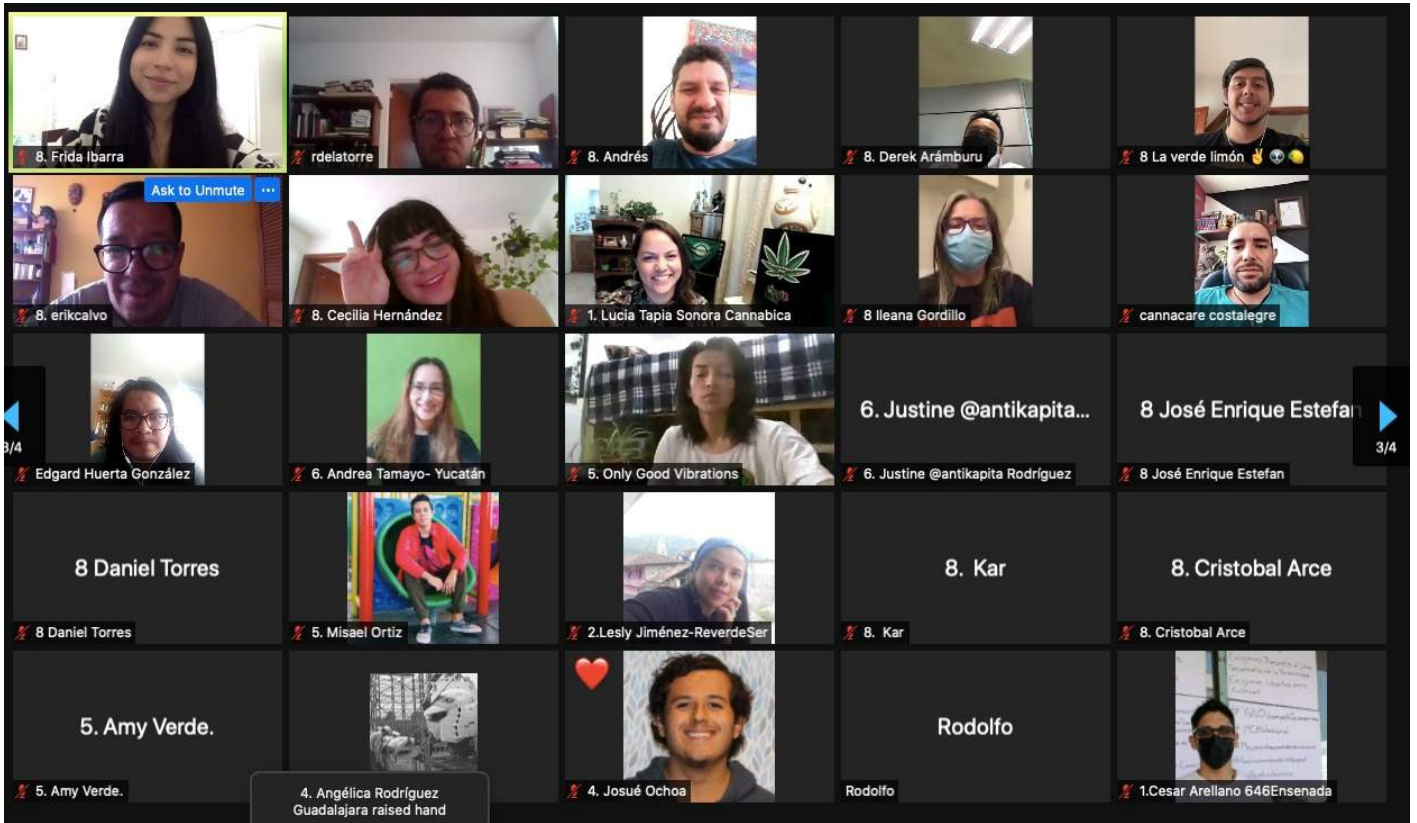 8. Frida Ibarra
rdelatorre
8. Andrés
8. Derek Arámburu
8 La verde limón ✌️👽🍋
Ask to Unmute ...
8. erikcalvo
8. Cecilia Hernández
1. Lucia Tapia Sonora Cannabica
8 Ileana Gordillo
cannacare costalegre
3/4
Edgard Huerta González
6. Andrea Tamayo- Yucatán
5. Only Good Vibrations
6. Justine @antikapita...
6. Justine @antikapita Rodríguez
8 José Enrique Estefan
8 José Enrique Estefan
3/4
8 Daniel Torres
8 Daniel Torres
5. Misael Ortiz
2.Lesly Jiménez-ReverdeSer
8. Kar
8. Kar
8. Cristobal Arce
8. Cristobal Arce
5. Amy Verde.
5. Amy Verde.
4. Angélica Rodríguez
Guadalajara raised hand
4. Josué Ochoa
Rodolfo
Rodolfo
1.Cesar Arellano 646Ensenada